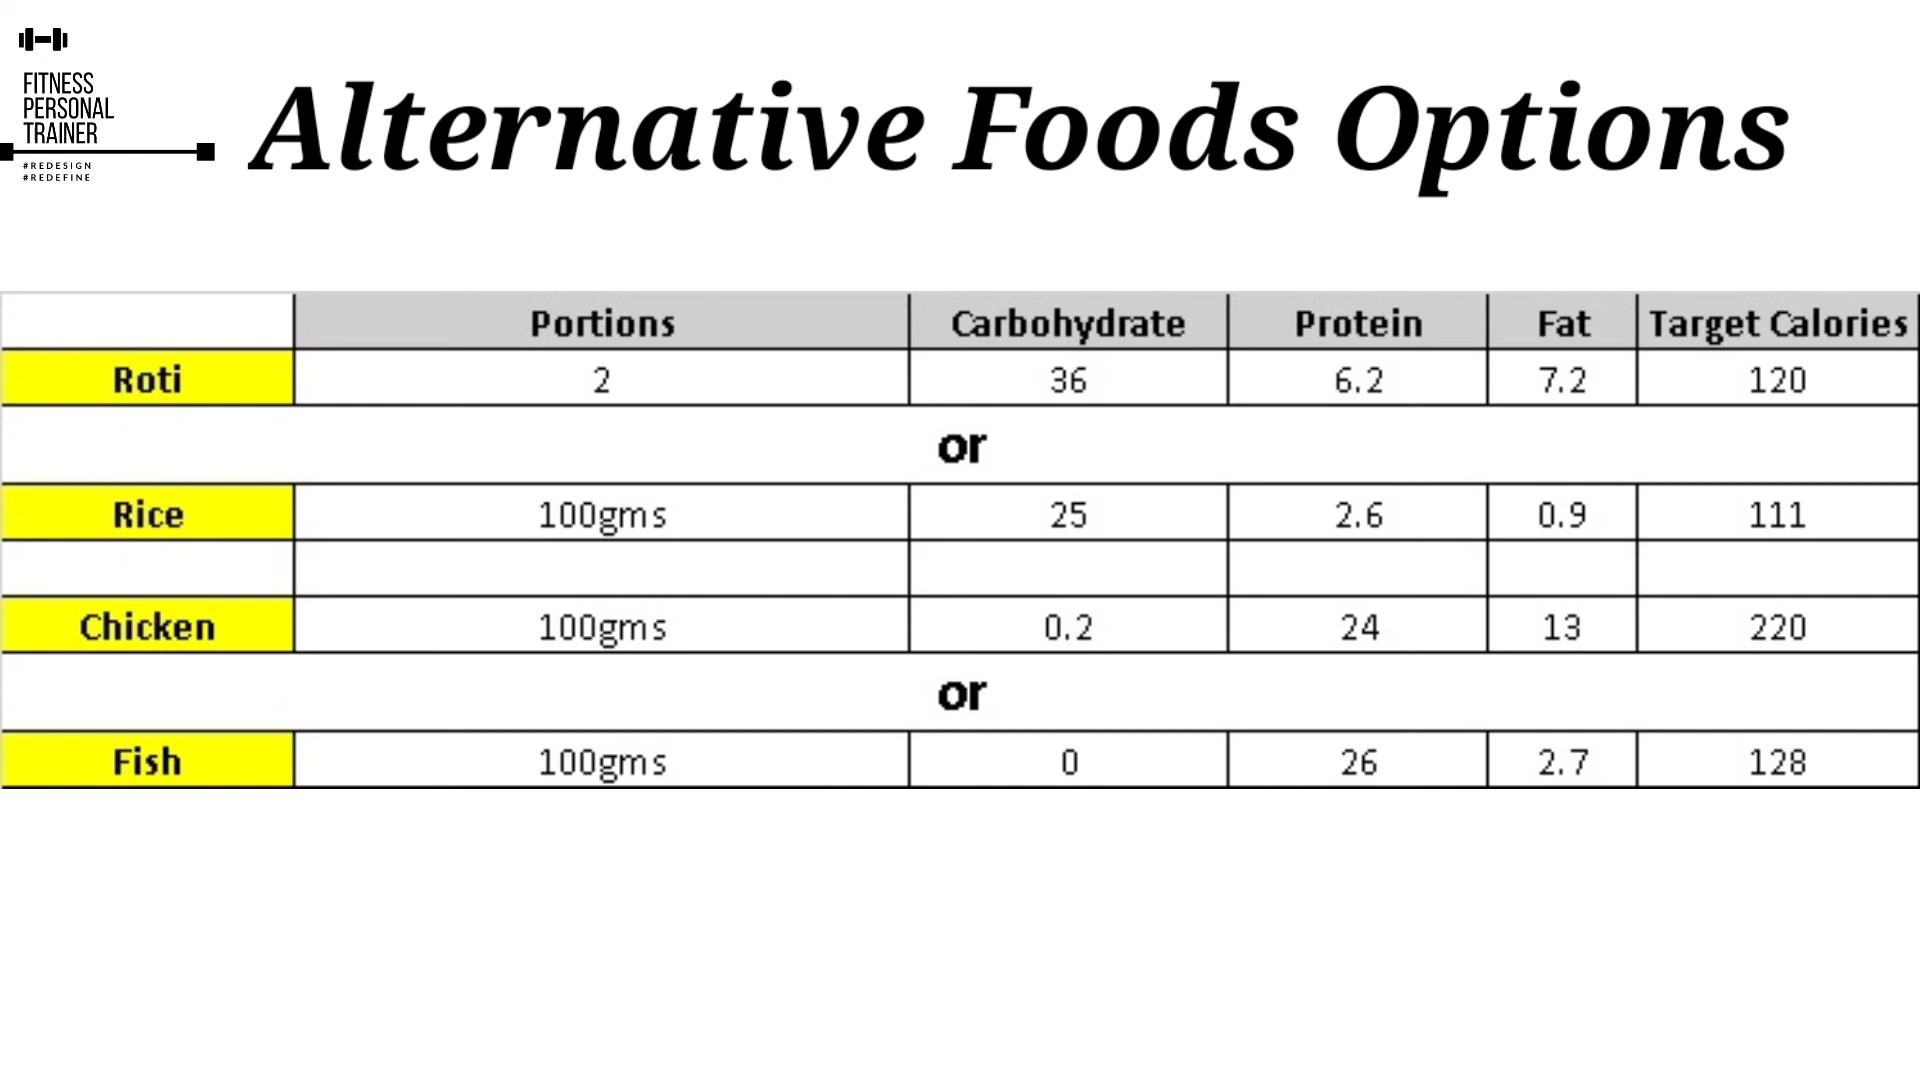 FITNESS
PERSONAL
TRAINER
#REDESIGN
#REDEFINE
Alternative Foods Options
Portions Carbohydrate Protein Fat Target Calories
Roti 2 36 6.2 7.2 120
or
Rice 100gms 25 2.6 0.9 111
Chicken 100gms 0.2 24 13 220
or
Fish 100gms 0 26 2.7 128